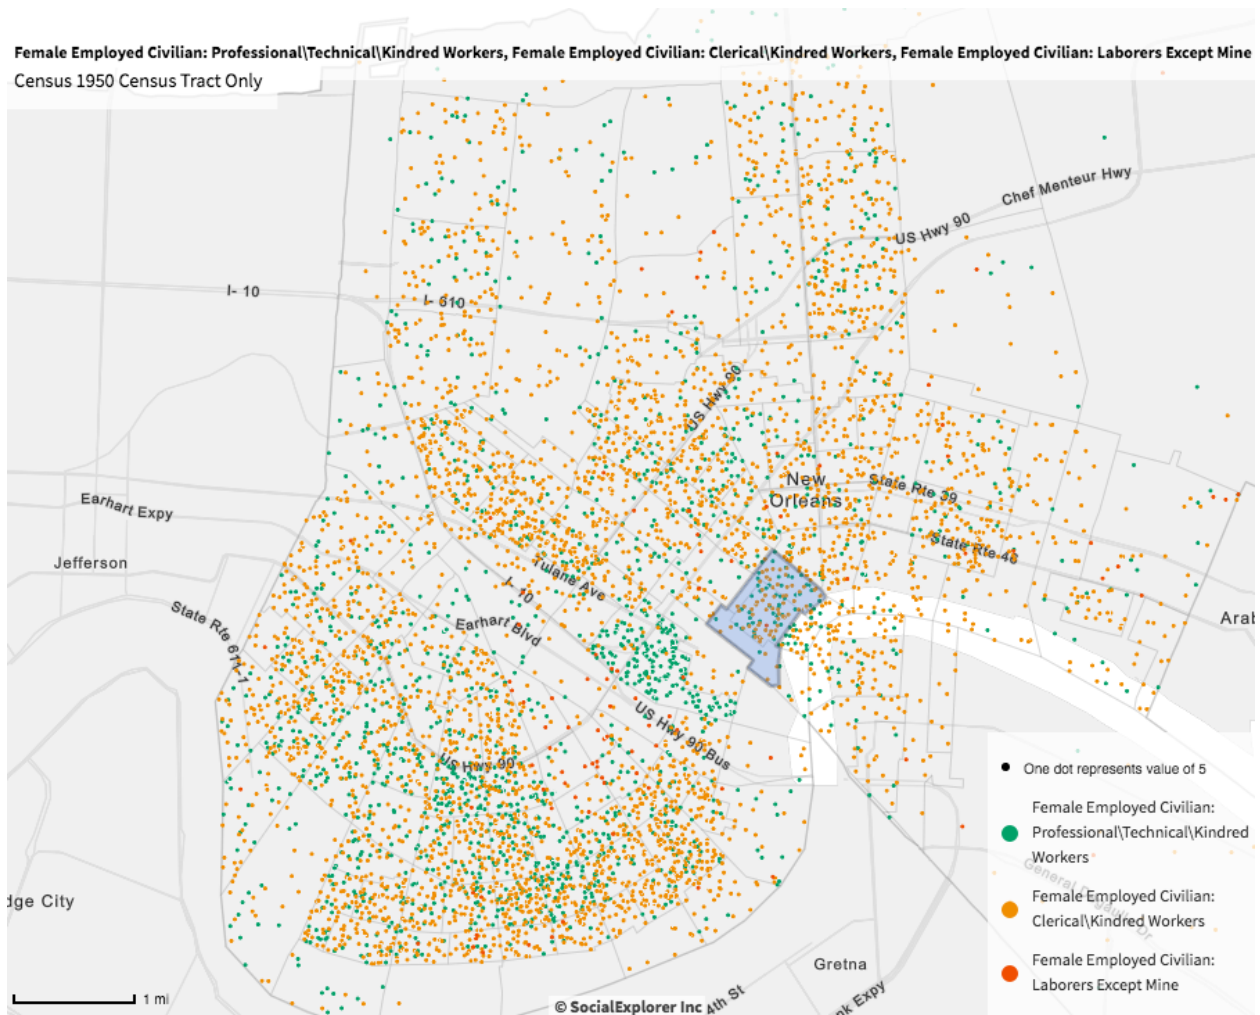 Female Employed Civilian: Professional\Technical\Kindred Workers, Female Employed Civilian: Clerical\Kindred Workers, Female Employed Civilian: Laborers Except Mine
Census 1950 Census Tract Only
Chef Menteur Hwy
US Hwy 90
I- 10
I- 310
US Hwy 90
New
Orleans
State Rte 39
Earhart Expy
State Rte 46
Jefferson
Tulane Ave
I- 10
State Rte 611-1
Earhart Blvd
Arab
US Hwy 90 Bus
US Hwy 90
One dot represents value of 5
Female Employed Civilian:
Professional\Technical\Kindred
Workers
General Degaulle Dr
dge City
Female Employed Civilian:
Clerical\Kindred Workers
Gretna
Female Employed Civilian:
Laborers Except Mine
1 mi
© SocialExplorer Inc
4th St
nk Expy